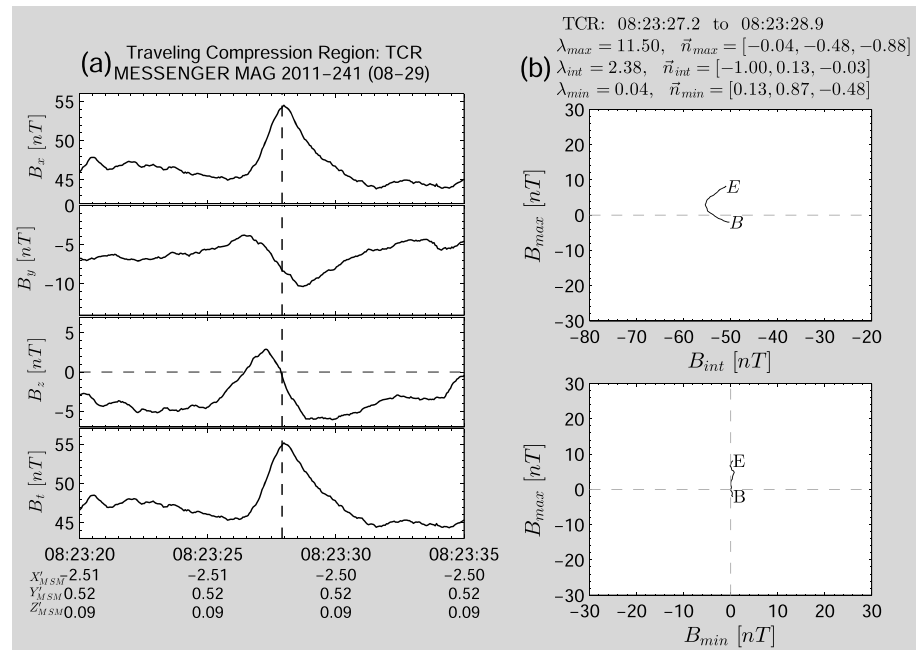 (a) Traveling Compression Region: TCR
MESSENGER MAG 2011−241 (08−29)
55
50
45
B_x [nT]
0
−5
−10
B_y [nT]
5
0
−5
B_z [nT]
55
50
45
B_t [nT]
08:23:20 08:23:25 08:23:30 08:23:35
X'_MSM −2.51 −2.51 −2.50 −2.50
Y'_MSM 0.52 0.52 0.52 0.52
Z'_MSM 0.09 0.09 0.09 0.09
TCR: 08:23:27.2 to 08:23:28.9
(b) λ_max = 11.50, n⃗_max = [−0.04, −0.48, −0.88]
λ_int = 2.38, n⃗_int = [−1.00, 0.13, −0.03]
λ_min = 0.04, n⃗_min = [0.13, 0.87, −0.48]
30
20
10
0
−10
−20
−30
B_max [nT]
E
B
−80 −70 −60 −50 −40 −30 −20
B_int [nT]
30
20
10
0
−10
−20
−30
B_max [nT]
E
B
−30 −20 −10 0 10 20 30
B_min [nT]